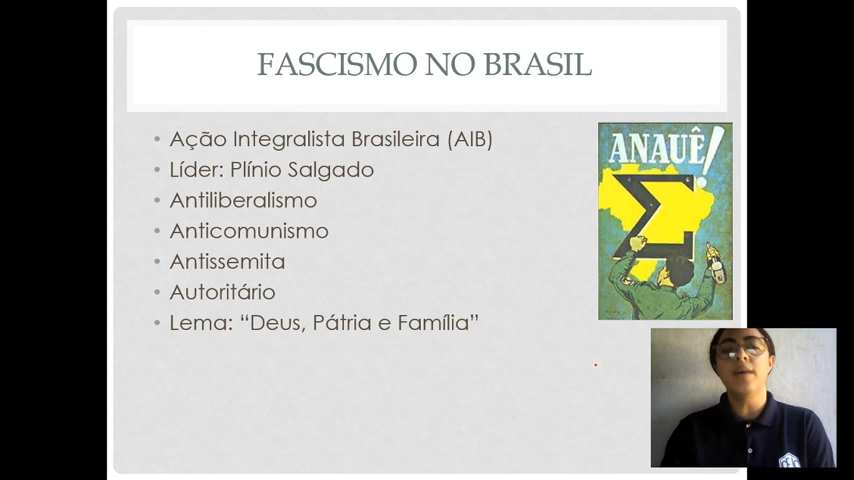 FASCISMO NO BRASIL
• Ação Integralista Brasileira (AIB)
• Líder: Plínio Salgado
• Antiliberalismo
• Anticomunismo
• Antissemita
• Autoritário
• Lema: “Deus, Pátria e Família”
ANAUÊ!
Σ